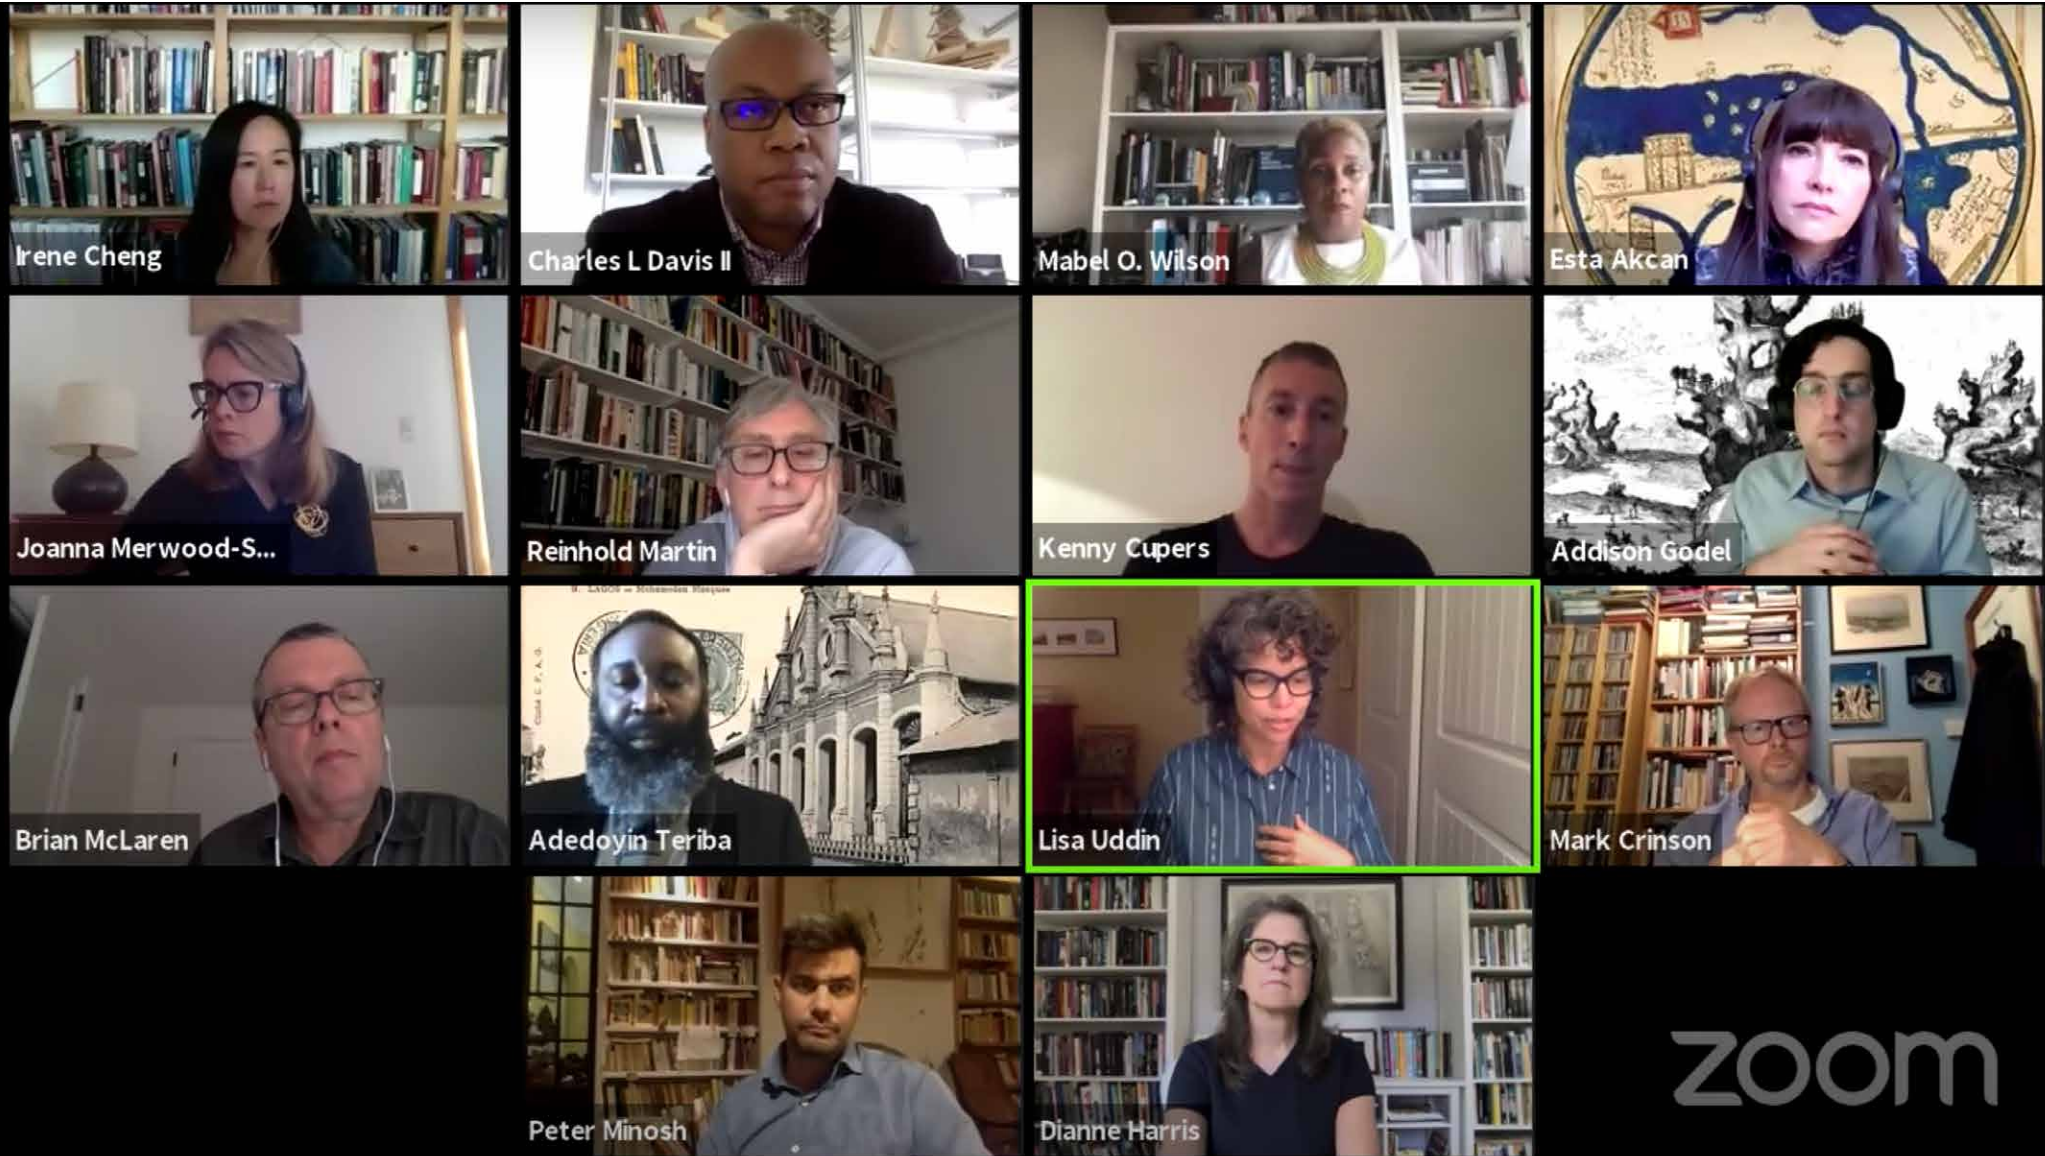 Irene Cheng
Charles L Davis II
Mabel O. Wilson
Esta Akcan
Joanna Merwood-S...
Reinhold Martin
Kenny Cupers
Addison Godel
LAGOS
Brian McLaren
Adedoyin Teriba
Lisa Uddin
Mark Crinson
Peter Minosh
Dianne Harris
zoom